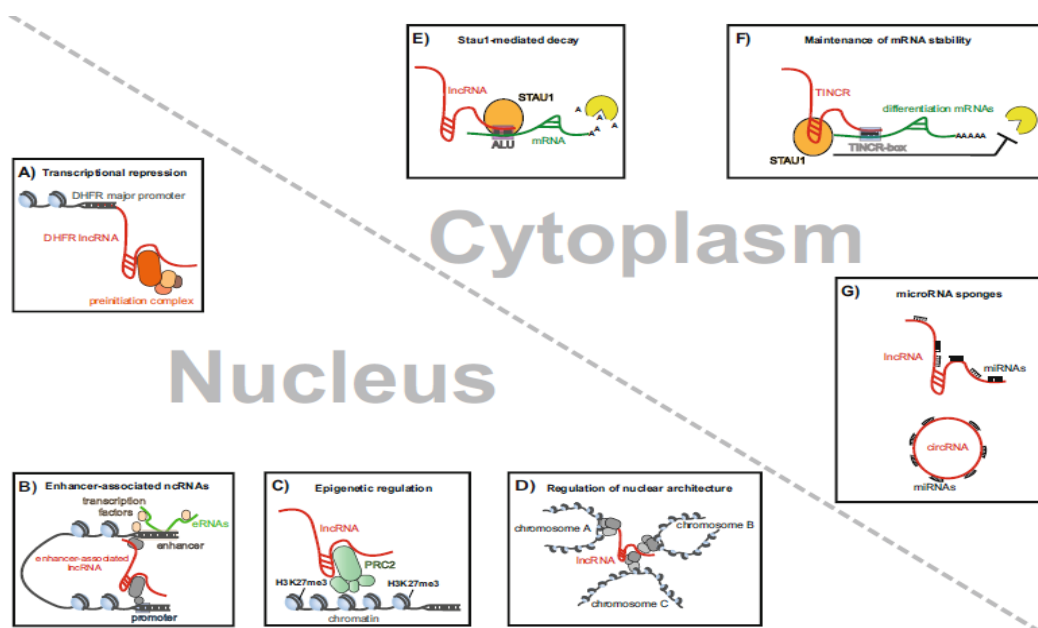 E) Stau1-mediated decay
lncRNA
STAU1
A
A
A
A
A
ALU
mRNA
F) Maintenance of mRNA stability
TINCR
differentiation mRNAs
AAAAA
STAU1
TINCR-box
A) Transcriptional repression
DHFR major promoter
DHFR lncRNA
preinitiation complex
Cytoplasm
Nucleus
G)
microRNA sponges
lncRNA
miRNAs
circRNA
miRNAs
B) Enhancer-associated ncRNAs
transcription
factors
eRNAs
enhancer
enhancer-associated
lncRNA
promoter
C) Epigenetic regulation
lncRNA
PRC2
H3K27me3
H3K27me3
chromatin
D) Regulation of nuclear architecture
chromosome A
chromosome B
lncRNA
chromosome C